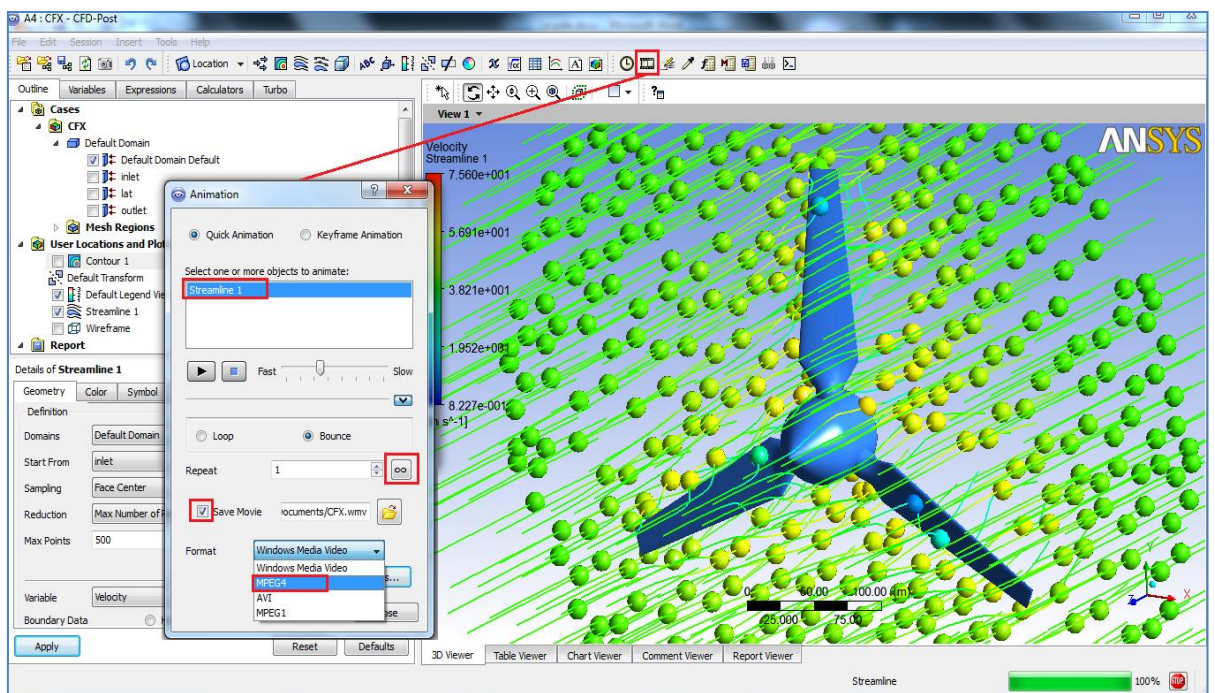 A4 : CFX - CFD-Post
File Edit Session Insert Tools Help
Location
Outline Variables Expressions Calculators Turbo
Cases
CFX
Default Domain
Default Domain Default
inlet
lat
outlet
Mesh Regions
User Locations and Plot
Contour 1
Default Transform
Default Legend Vie
Streamline 1
Wireframe
Report
Details of Streamline 1
Geometry Color Symbol
Definition
Domains Default Domain
Start From inlet
Sampling Face Center
Reduction Max Number of
Max Points 500
Variable Velocity
Boundary Data
Apply Reset Defaults
Animation
Quick Animation Keyframe Animation
Select one or more objects to animate:
Streamline 1
Fast Slow
Loop Bounce
Repeat 1
Save Movie ocuments/CFX.wmv
Format Windows Media Video
Windows Media Video
MPEG4
AVI
MPEG1
s...
ose
View 1
Velocity
Streamline 1
7.560e+001
5.691e+001
3.821e+001
1.952e+001
8.227e-001
s^-1]
ANSYS
0 50.00 100.00 (m)
25.000 75.00
Y
Z X
3D Viewer Table Viewer Chart Viewer Comment Viewer Report Viewer
Streamline 100% STOP